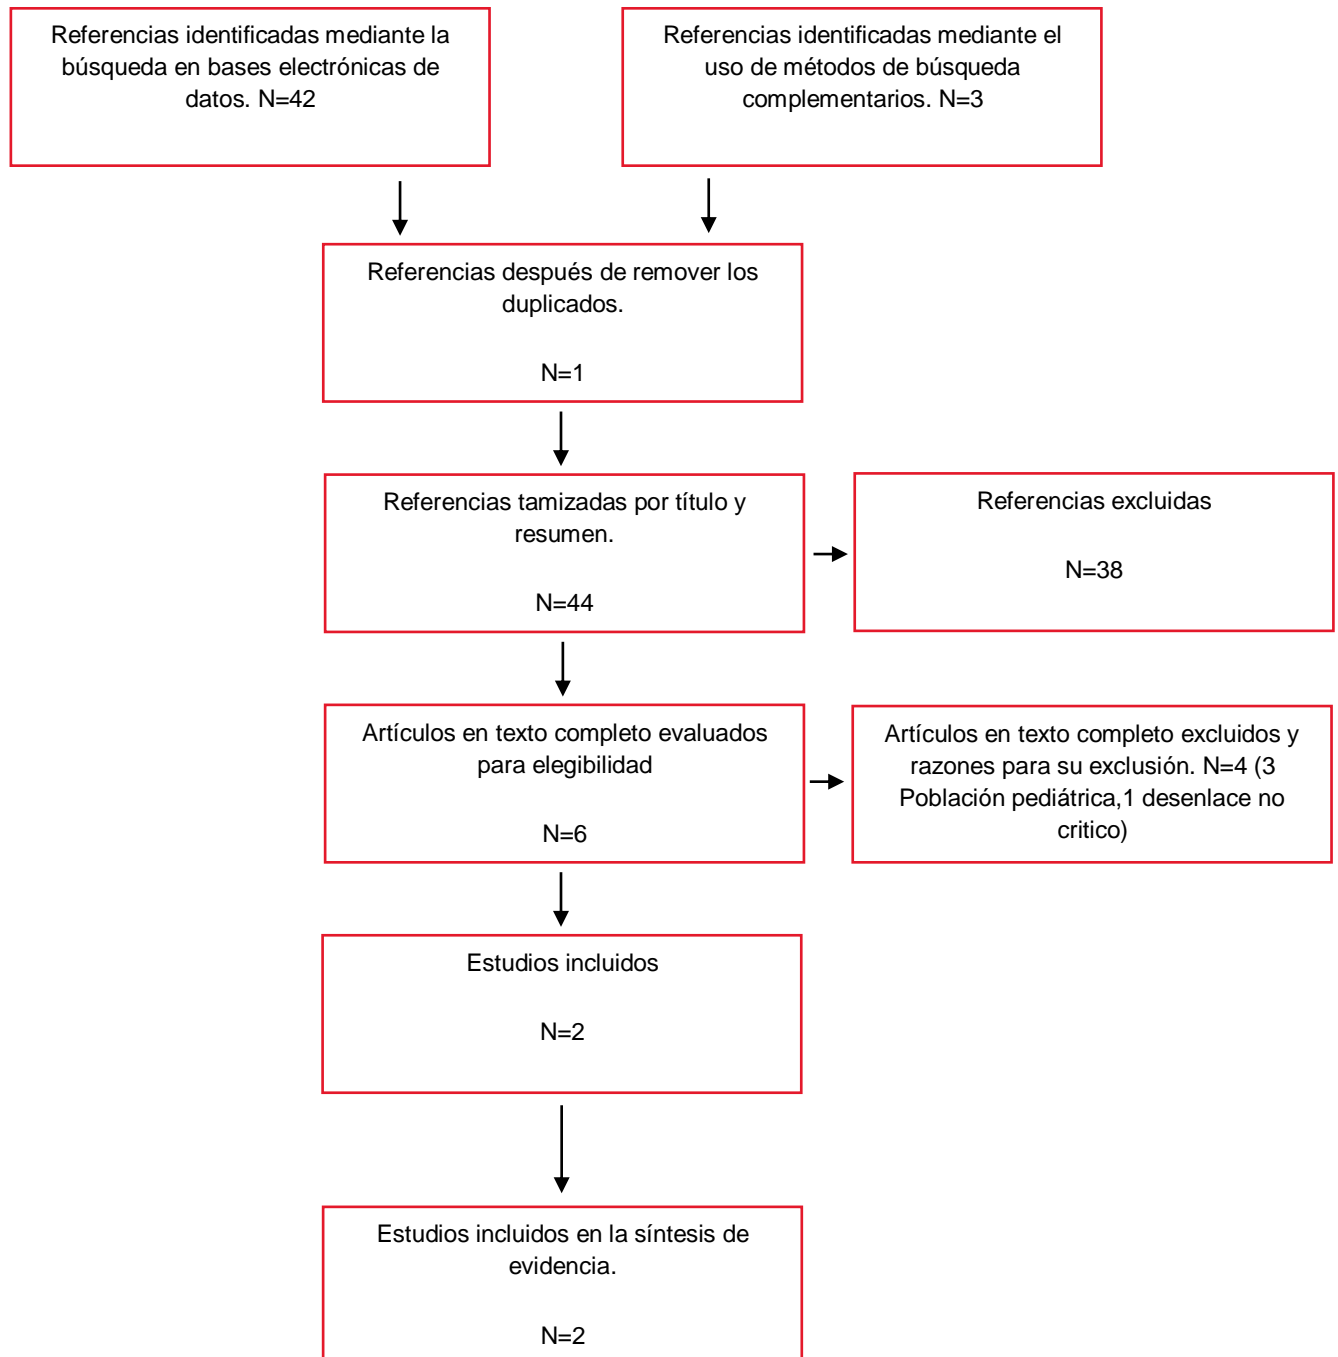 Referencias identificadas mediante la
búsqueda en bases electrónicas de
datos. N=42
Referencias identificadas mediante el
uso de métodos de búsqueda
complementarios. N=3
Referencias después de remover los
duplicados.
N=1
Referencias tamizadas por título y
resumen.
N=44
Referencias excluidas
N=38
Artículos en texto completo evaluados
para elegibilidad
N=6
Artículos en texto completo excluidos y
razones para su exclusión. N=4 (3
Población pediátrica,1 desenlace no
critico)
Estudios incluidos
N=2
Estudios incluidos en la síntesis de
evidencia.
N=2